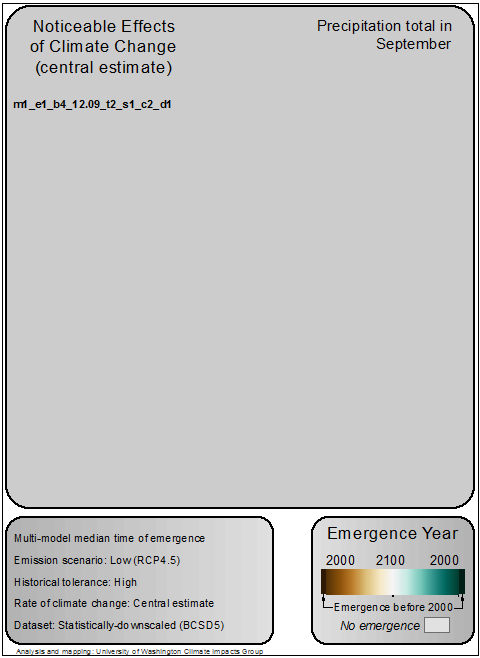 Noticeable Effects
of Climate Change
(central estimate)
Precipitation total in
September
m1_e1_b4_12.09_t2_s1_c2_d1
Multi-model median time of emergence
Emission scenario: Low (RCP4.5)
Historical tolerance: High
Rate of climate change: Central estimate
Dataset: Statistically-downscaled (BCSD5)
Emergence Year
2000 2100 2000
Emergence before 2000
No emergence
Analysis and mapping: University of Washington Climate Impacts Group